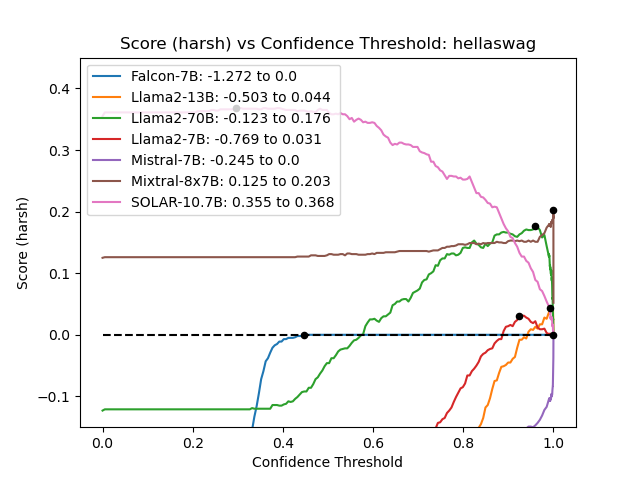 Score (harsh) vs Confidence Threshold: hellaswag
Score (harsh)
0.4
0.3
0.2
0.1
0.0
−0.1
Falcon-7B: -1.272 to 0.0
Llama2-13B: -0.503 to 0.044
Llama2-70B: -0.123 to 0.176
Llama2-7B: -0.769 to 0.031
Mistral-7B: -0.245 to 0.0
Mixtral-8x7B: 0.125 to 0.203
SOLAR-10.7B: 0.355 to 0.368
0.0 0.2 0.4 0.6 0.8 1.0
Confidence Threshold